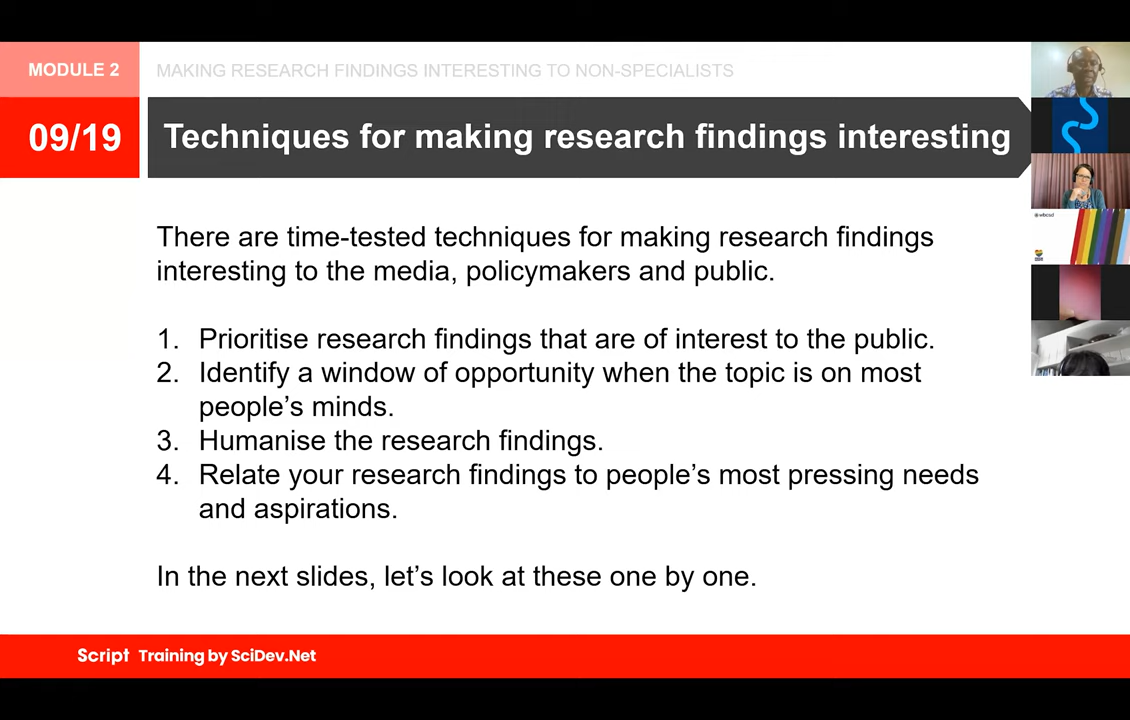 MODULE 2
MAKING RESEARCH FINDINGS INTERESTING TO NON-SPECIALISTS
09/19
Techniques for making research findings interesting
There are time-tested techniques for making research findings
interesting to the media, policymakers and public.
1. Prioritise research findings that are of interest to the public.
2. Identify a window of opportunity when the topic is on most
people’s minds.
3. Humanise the research findings.
4. Relate your research findings to people’s most pressing needs
and aspirations.
In the next slides, let’s look at these one by one.
Script Training by SciDev.Net